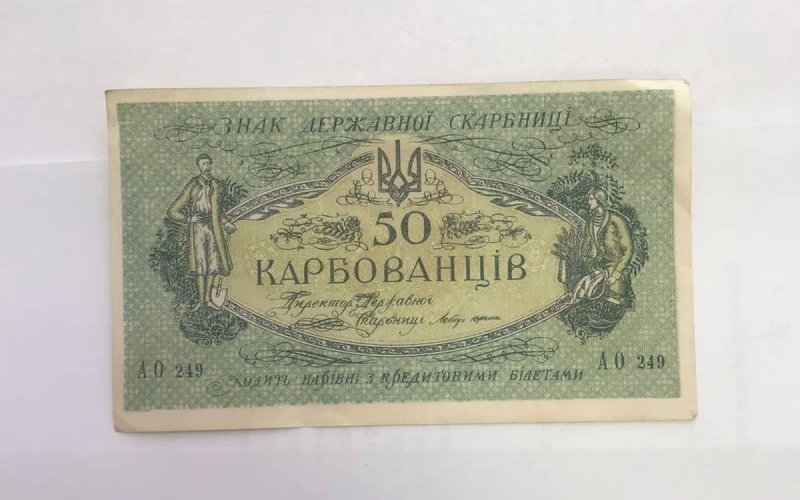 ЗНАК ДЕРЖАВНОЇ СКАРБНИЦІ
50
КАРБОВАНЦІВ
Директор Державної
Скарбниці
АО 249
АО 249
ХОДИТЬ НАРІВНІ З КРЕДИТОВИМИ БІЛЕТАМИ